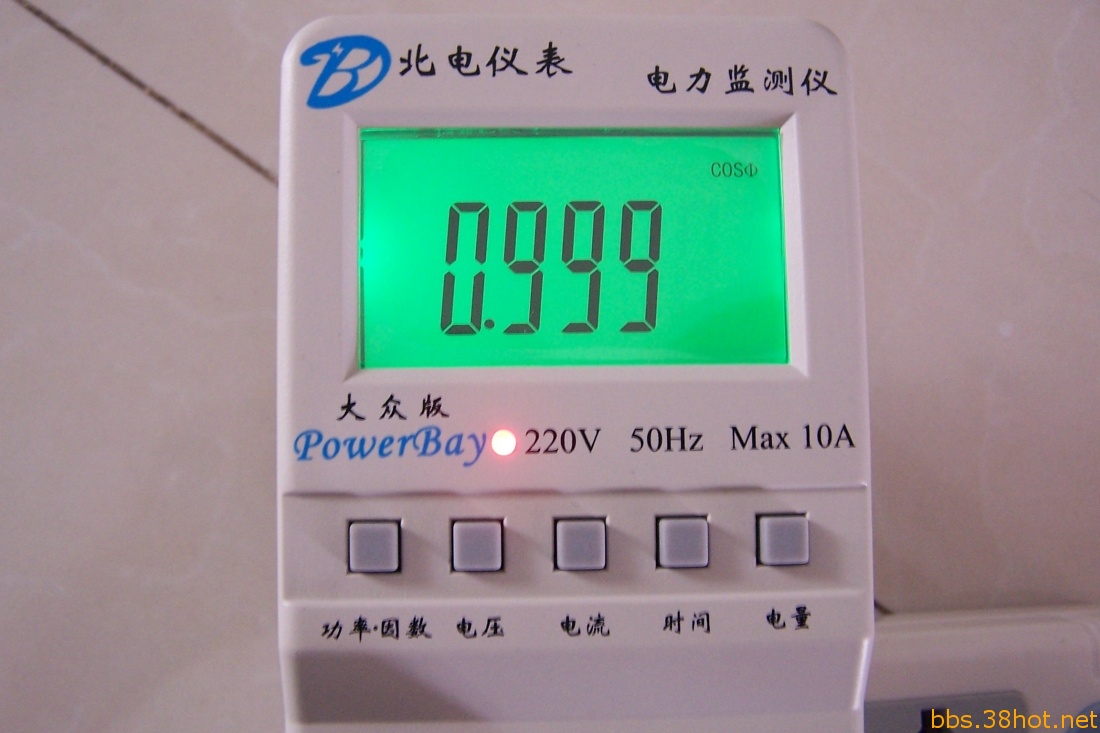 北电仪表
电力监测仪
COSΦ
0.999
大众版
PowerBay 220V 50Hz Max 10A
功率·因数 电压 电流 时间 电量
bbs.38hot.net